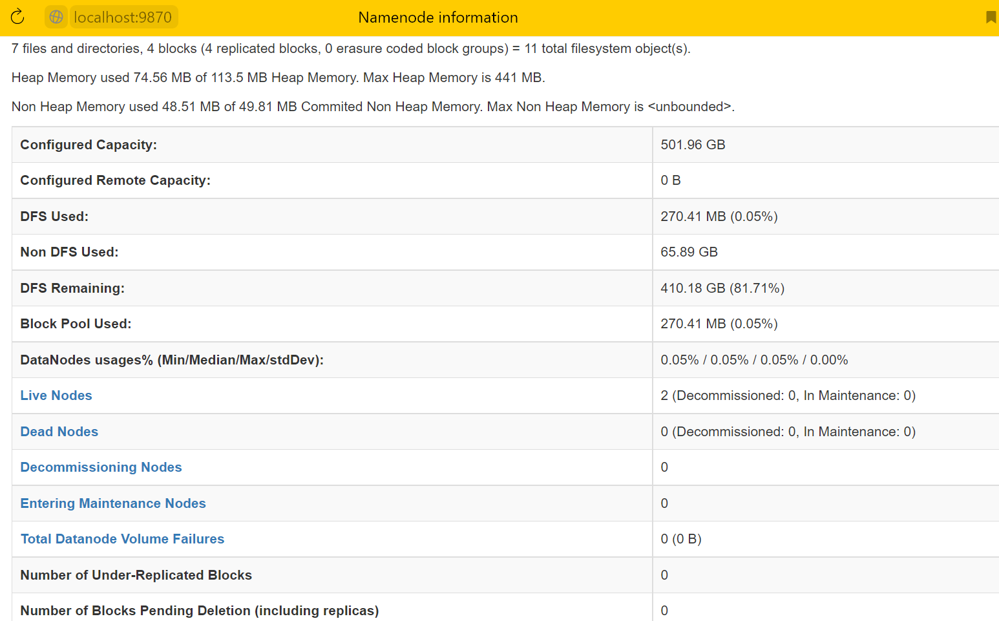 localhost:9870 Namenode information
7 files and directories, 4 blocks (4 replicated blocks, 0 erasure coded block groups) = 11 total filesystem object(s).
Heap Memory used 74.56 MB of 113.5 MB Heap Memory. Max Heap Memory is 441 MB.
Non Heap Memory used 48.51 MB of 49.81 MB Commited Non Heap Memory. Max Non Heap Memory is <unbounded>.
Configured Capacity: 501.96 GB
Configured Remote Capacity: 0 B
DFS Used: 270.41 MB (0.05%)
Non DFS Used: 65.89 GB
DFS Remaining: 410.18 GB (81.71%)
Block Pool Used: 270.41 MB (0.05%)
DataNodes usages% (Min/Median/Max/stdDev): 0.05% / 0.05% / 0.05% / 0.00%
Live Nodes 2 (Decommissioned: 0, In Maintenance: 0)
Dead Nodes 0 (Decommissioned: 0, In Maintenance: 0)
Decommissioning Nodes 0
Entering Maintenance Nodes 0
Total Datanode Volume Failures 0 (0 B)
Number of Under-Replicated Blocks 0
Number of Blocks Pending Deletion (including replicas) 0